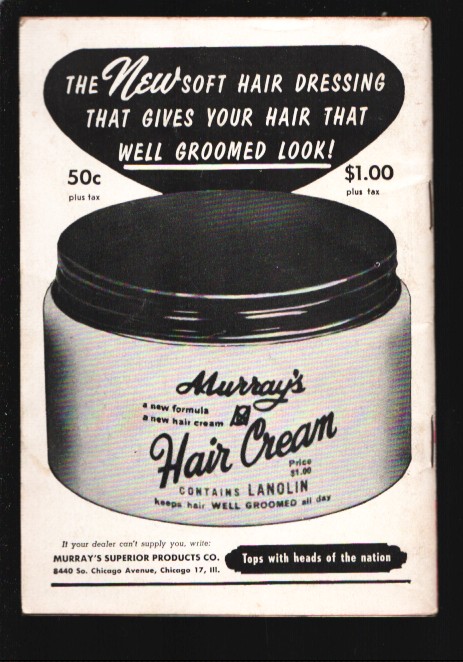 THE New SOFT HAIR DRESSING
THAT GIVES YOUR HAIR THAT
WELL GROOMED LOOK!
50c
plus tax
$1.00
plus tax
Murray's
a new formula
a new hair cream
Hair Cream
Price
$1.00
CONTAINS LANOLIN
keeps hair WELL GROOMED all day
If your dealer can't supply you, write:
MURRAY'S SUPERIOR PRODUCTS CO.
8440 So. Chicago Avenue, Chicago 17, Ill.
Tops with heads of the nation